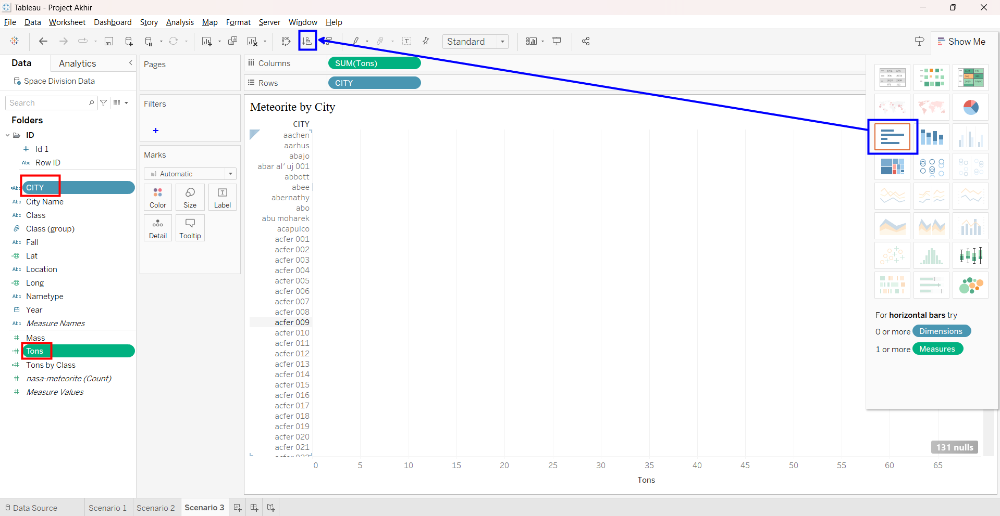 Tableau - Project Akhir
File Data Worksheet Dashboard Story Analysis Map Format Server Window Help
Standard
Show Me
Data Analytics
Space Division Data
Search
Folders
ID
Id 1
Abc Row ID
=Abc CITY
Abc City Name
Abc Class
Class (group)
Abc Fall
Lat
Abc Location
Long
Abc Nametype
Year
Abc Measure Names
Mass
Tons
Tons by Class
nasa-meteorite (Count)
Measure Values
Pages
Filters
Marks
Automatic
Color Size Label
Detail Tooltip
Columns SUM(Tons)
Rows CITY
Meteorite by City
CITY
aachen
aarhus
abajo
abar al' uj 001
abbott
abee
abernathy
abo
abu moharek
acapulco
acfer 001
acfer 002
acfer 003
acfer 004
acfer 005
acfer 006
acfer 007
acfer 008
acfer 009
acfer 010
acfer 011
acfer 012
acfer 013
acfer 014
acfer 015
acfer 016
acfer 017
acfer 018
acfer 019
acfer 020
acfer 021
0 5 10 15 20 25 30 35 40 45 50 55 60 65
Tons
131 nulls
For horizontal bars try
0 or more Dimensions
1 or more Measures
Data Source Scenario 1 Scenario 2 Scenario 3